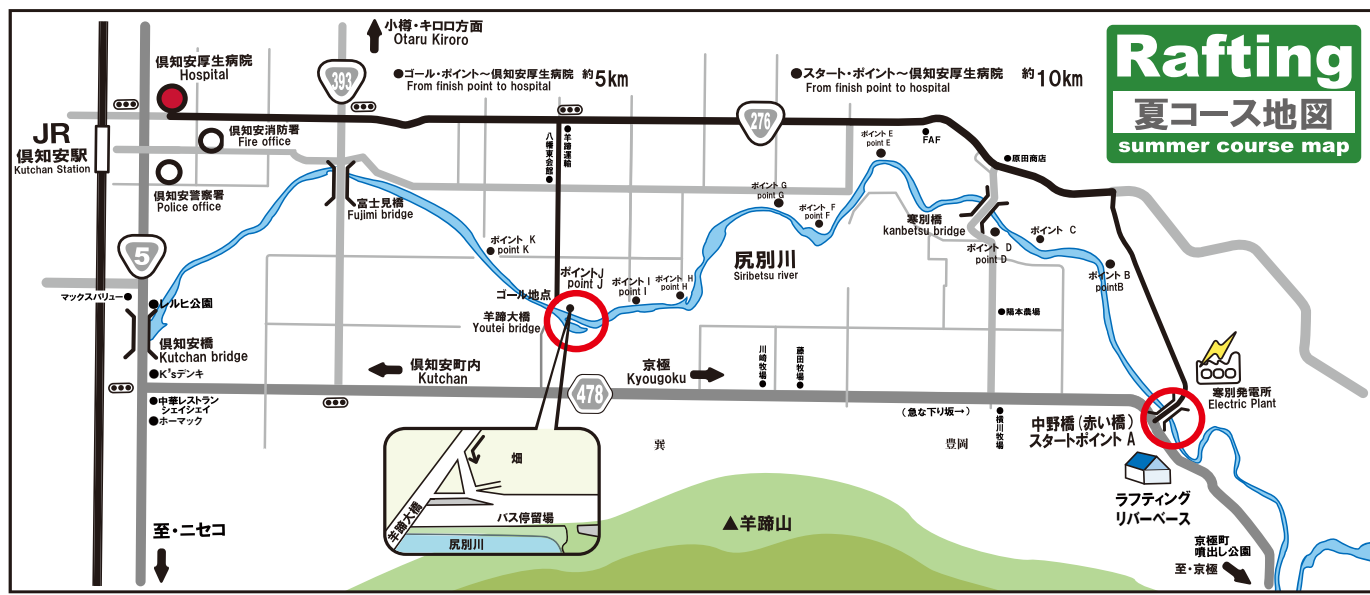 小樽・キロロ方面
Otaru Kiroro
Rafting
夏コース地図
summer course map
倶知安厚生病院
Hospital
393
●ゴール・ポイント〜倶知安厚生病院 約5km
From finish point to hospital
●スタート・ポイント〜倶知安厚生病院 約10km
From finish point to hospital
276
JR
倶知安駅
Kutchan Station
倶知安消防署
Fire office
倶知安警察署
Police office
八幡東会館●
●羊蹄運輸
ポイント E
point E
●FAF
●原田商店
富士見橋
Fujimi bridge
ポイント G
point G
ポイント F
point F
寒別橋
kanbetsu bridge
ポイント D
point D
ポイント C
ポイント B
pointB
5
ポイント K
point K
尻別川
Siribetsu river
ポイントJ
point J
ポイント I
point I
ポイント H
point H
ゴール地点
マックスバリュー●
●レルヒ公園
羊蹄大橋
Youtei bridge
●陽本農場
倶知安橋
Kutchan bridge
倶知安町内
Kutchan
京極
Kyougoku
川崎牧場●
藤田牧場●
寒別発電所
Electric Plant
●K'sデンキ
478
●中華レストラン
シェイシェイ
●ホーマック
(急な下り坂→)
●横川牧場
中野橋(赤い橋)
スタートポイント A
巽
豊岡
畑
羊蹄大橋
バス停留場
尻別川
ラフティング
リバーベース
▲羊蹄山
至・ニセコ
京極町
噴出し公園
至・京極